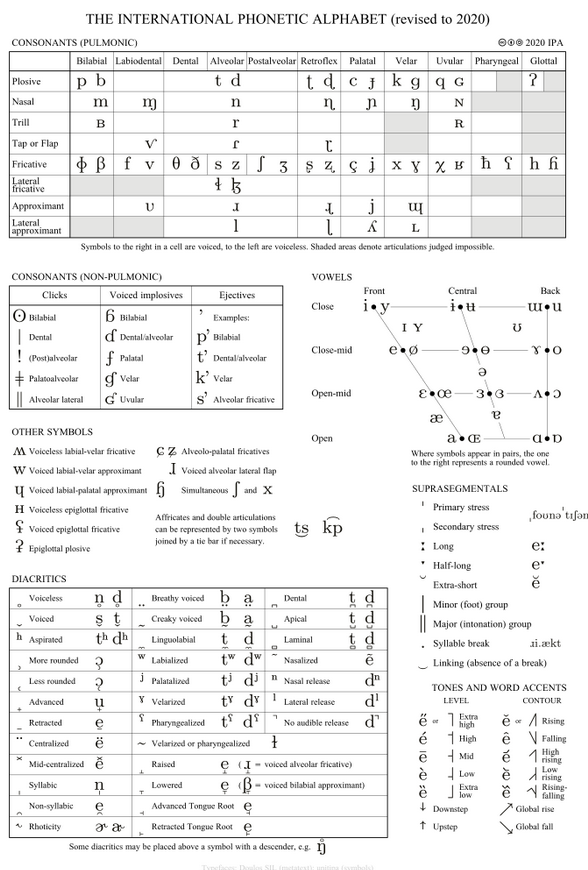 THE INTERNATIONAL PHONETIC ALPHABET (revised to 2020)
CONSONANTS (PULMONIC) 2020 IPA
Bilabial Labiodental Dental Alveolar Postalveolar Retroflex Palatal Velar Uvular Pharyngeal Glottal
Plosive p b t d ʈ ɖ c ɟ k ɡ q ɢ ʔ
Nasal m ɱ n ɳ ɲ ŋ ɴ
Trill ʙ r ʀ
Tap or Flap ⱱ ɾ ɽ
Fricative ɸ β f v θ ð s z ʃ ʒ ʂ ʐ ç ʝ x ɣ χ ʁ ħ ʕ h ɦ
Lateral fricative ɬ ɮ
Approximant ʋ ɹ ɻ j ɰ
Lateral approximant l ɭ ʎ ʟ
Symbols to the right in a cell are voiced, to the left are voiceless. Shaded areas denote articulations judged impossible.
CONSONANTS (NON-PULMONIC)
Clicks Voiced implosives Ejectives
ʘ Bilabial ɓ Bilabial ʼ Examples:
ǀ Dental ɗ Dental/alveolar pʼ Bilabial
ǃ (Post)alveolar ʄ Palatal tʼ Dental/alveolar
ǂ Palatoalveolar ɠ Velar kʼ Velar
ǁ Alveolar lateral ʛ Uvular sʼ Alveolar fricative
VOWELS
Front Central Back
Close i y ɨ ʉ ɯ u
ɪ ʏ ʊ
Close-mid e ø ɘ ɵ ɤ o
ə
Open-mid ɛ œ ɜ ɞ ʌ ɔ
æ ɐ
Open a ɶ ɑ ɒ
Where symbols appear in pairs, the one
to the right represents a rounded vowel.
OTHER SYMBOLS
ʍ Voiceless labial-velar fricative ɕ ʑ Alveolo-palatal fricatives
w Voiced labial-velar approximant ɺ Voiced alveolar lateral flap
ɥ Voiced labial-palatal approximant ɧ Simultaneous ʃ and x
ʜ Voiceless epiglottal fricative
ʢ Voiced epiglottal fricative
ʡ Epiglottal plosive
Affricates and double articulations
can be represented by two symbols
joined by a tie bar if necessary.
t͜s k͡p
SUPRASEGMENTALS
ˈ Primary stress
ˌ Secondary stress
ˌfoʊnəˈtɪʃən
ː Long eː
ˑ Half-long eˑ
˘ Extra-short ĕ
| Minor (foot) group
‖ Major (intonation) group
. Syllable break ɹi.ækt
‿ Linking (absence of a break)
DIACRITICS
̥ Voiceless n̥ d̥ ̤ Breathy voiced b̤ a̤ ̪ Dental t̪ d̪
̬ Voiced s̬ t̬ ̰ Creaky voiced b̰ a̰ ̺ Apical t̺ d̺
ʰ Aspirated tʰ dʰ ̼ Linguolabial t̼ d̼ ̻ Laminal t̻ d̻
̹ More rounded ɔ̹ ʷ Labialized tʷ dʷ ̃ Nasalized ẽ
̜ Less rounded ɔ̜ ʲ Palatalized tʲ dʲ ⁿ Nasal release dⁿ
̟ Advanced u̟ ˠ Velarized tˠ dˠ ˡ Lateral release dˡ
̠ Retracted e̠ ˤ Pharyngealized tˤ dˤ ̚ No audible release d̚
̈ Centralized ë ̴ Velarized or pharyngealized ɫ
̽ Mid-centralized e̽ ̝ Raised e̝ (ɹ̝ = voiced alveolar fricative)
̩ Syllabic n̩ ̞ Lowered e̞ (β̞ = voiced bilabial approximant)
̯ Non-syllabic e̯ ̘ Advanced Tongue Root e̘
˞ Rhoticity ɚ a˞ ̙ Retracted Tongue Root e̙
Some diacritics may be placed above a symbol with a descender, e.g. ŋ̊
TONES AND WORD ACCENTS
LEVEL CONTOUR
e̋ or ˥ Extra high ě or ˩˥ Rising
é ˦ High ê ˥˩ Falling
ē ˧ Mid e᷄ ˦˥ High rising
è ˨ Low e᷅ ˩˨ Low rising
ȅ ˩ Extra low e᷈ ˧˦˧ Rising-falling
↓ Downstep ↗ Global rise
↑ Upstep ↘ Global fall
Typefaces: Doulos SIL (metatext);